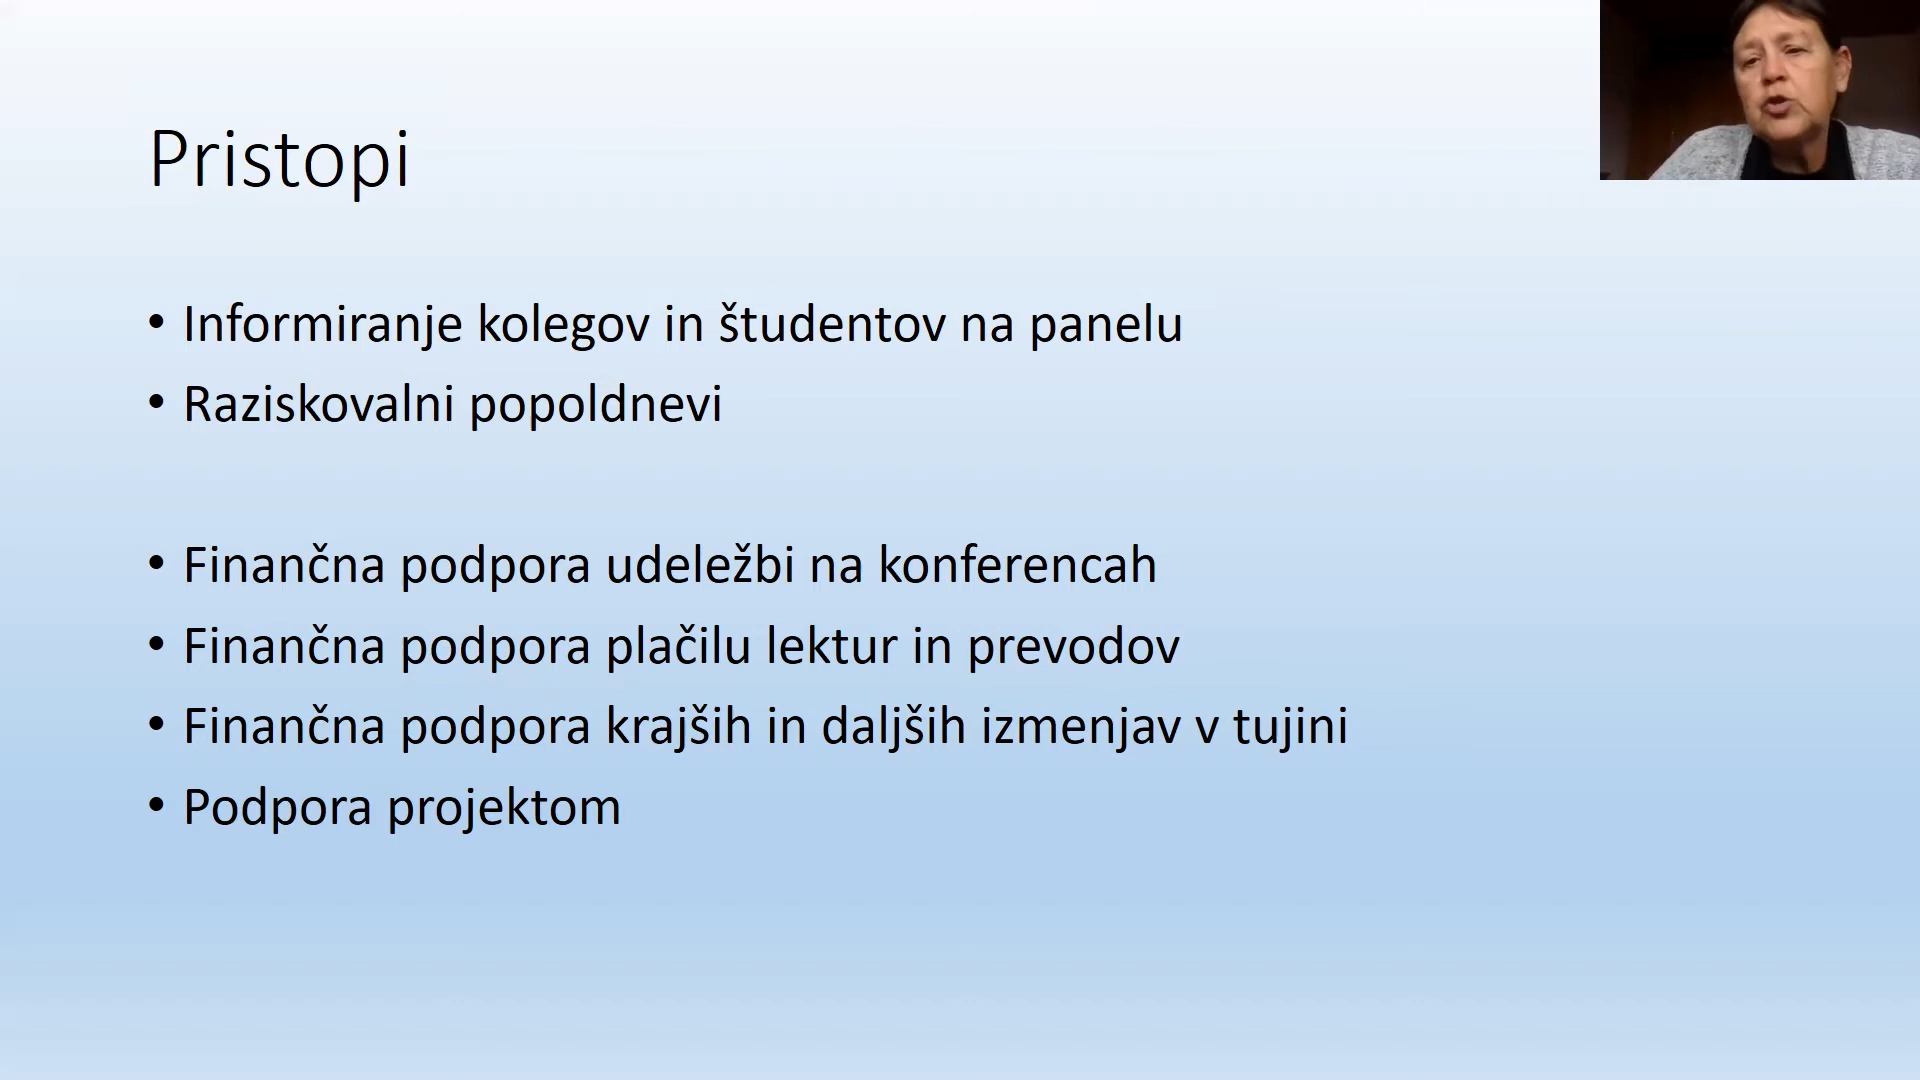 Pristopi
• Informiranje kolegov in študentov na panelu
• Raziskovalni popoldnevi
• Finančna podpora udeležbi na konferencah
• Finančna podpora plačilu lektur in prevodov
• Finančna podpora krajših in daljših izmenjav v tujini
• Podpora projektom